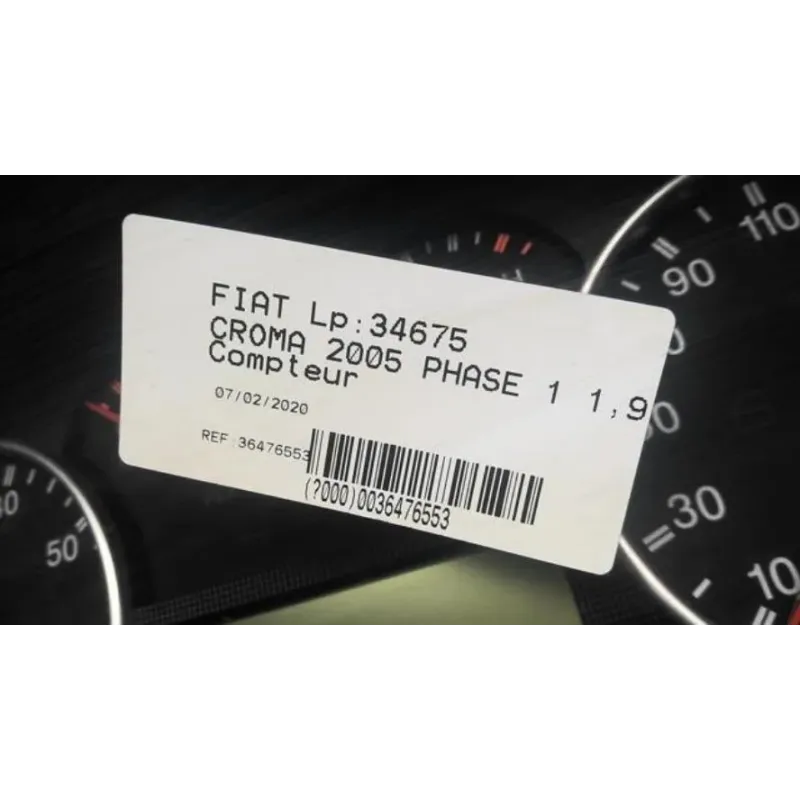 FIAT Lp:34675
CROMA 2005 PHASE 1 1,9
Compteur
07/02/2020
REF:36476553
(?000)0036476553
110
90
30
10
50